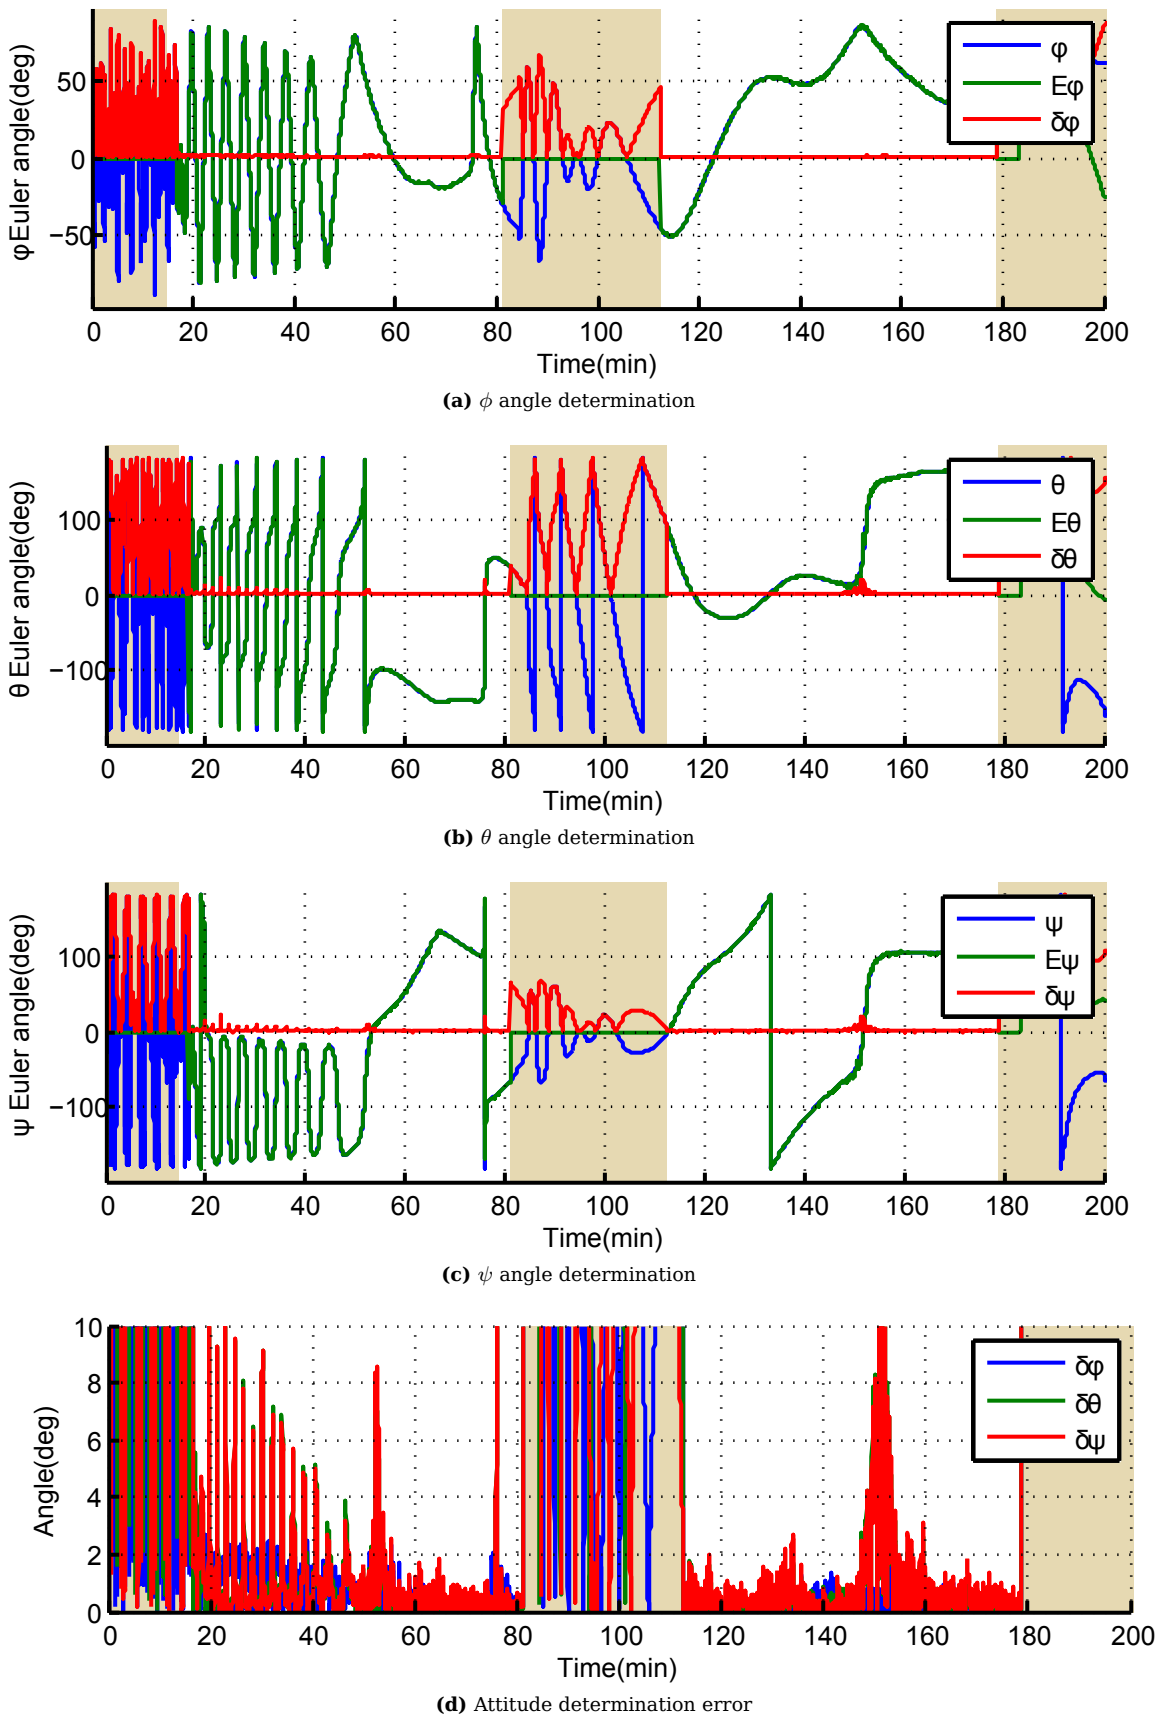 φEuler angle(deg)
50
0
−50
φ
Eφ
δφ
0 20 40 60 80 100 120 140 160 180 200
Time(min)
(a) ϕ angle determination
θ Euler angle(deg)
100
0
−100
θ
Eθ
δθ
0 20 40 60 80 100 120 140 160 180 200
Time(min)
(b) θ angle determination
ψ Euler angle(deg)
100
0
−100
ψ
Eψ
δψ
0 20 40 60 80 100 120 140 160 180 200
Time(min)
(c) ψ angle determination
Angle(deg)
10
8
6
4
2
0
δφ
δθ
δψ
0 20 40 60 80 100 120 140 160 180 200
Time(min)
(d) Attitude determination error